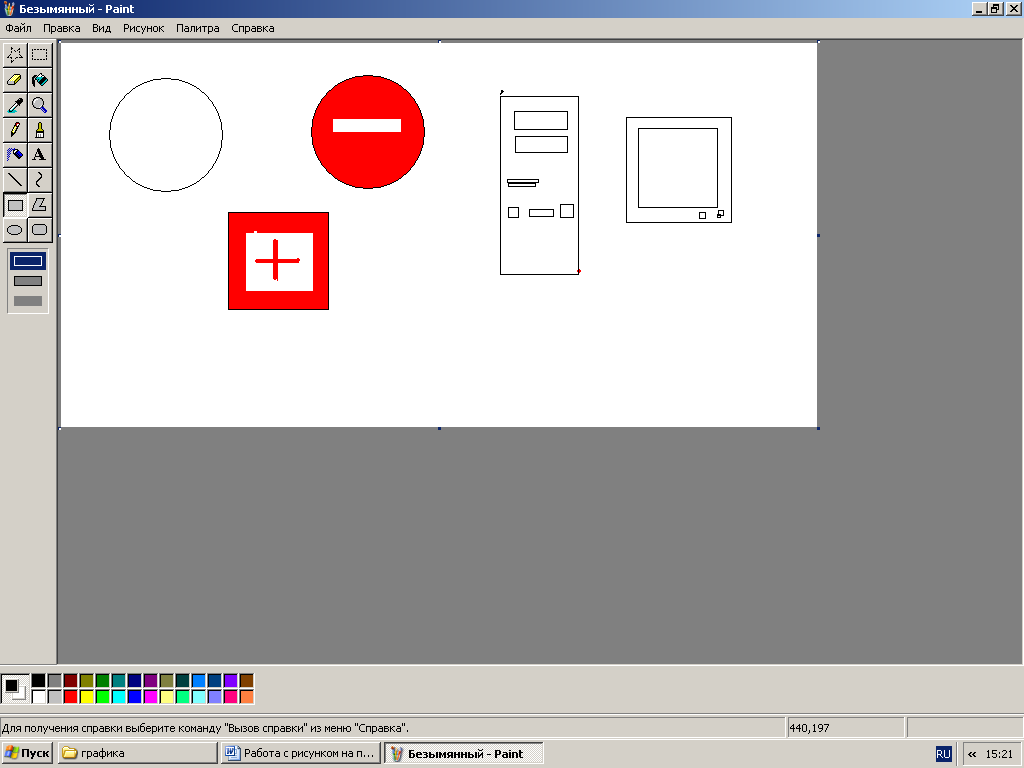 Безымянный - Paint
Файл Правка Вид Рисунок Палитра Справка
A
Для получения справки выберите команду "Вызов справки" из меню "Справка".
440,197
Пуск
графика
Работа с рисунком на п...
Безымянный - Paint
RU
«
15:21